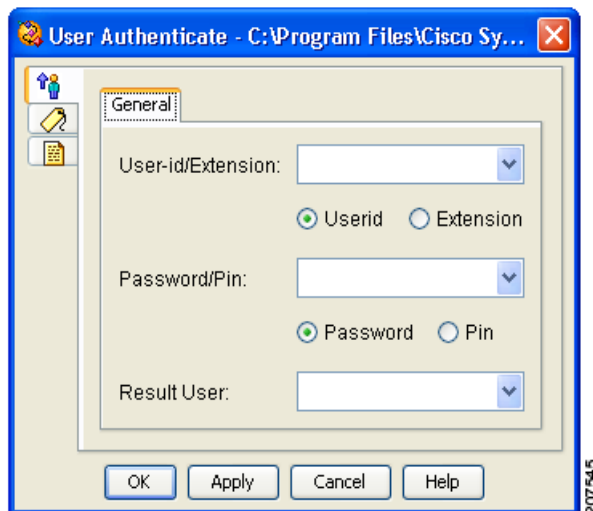 User Authenticate - C:\Program Files\Cisco Sy...
General
User-id/Extension:
Userid Extension
Password/Pin:
Password Pin
Result User:
OK Apply Cancel Help
207545